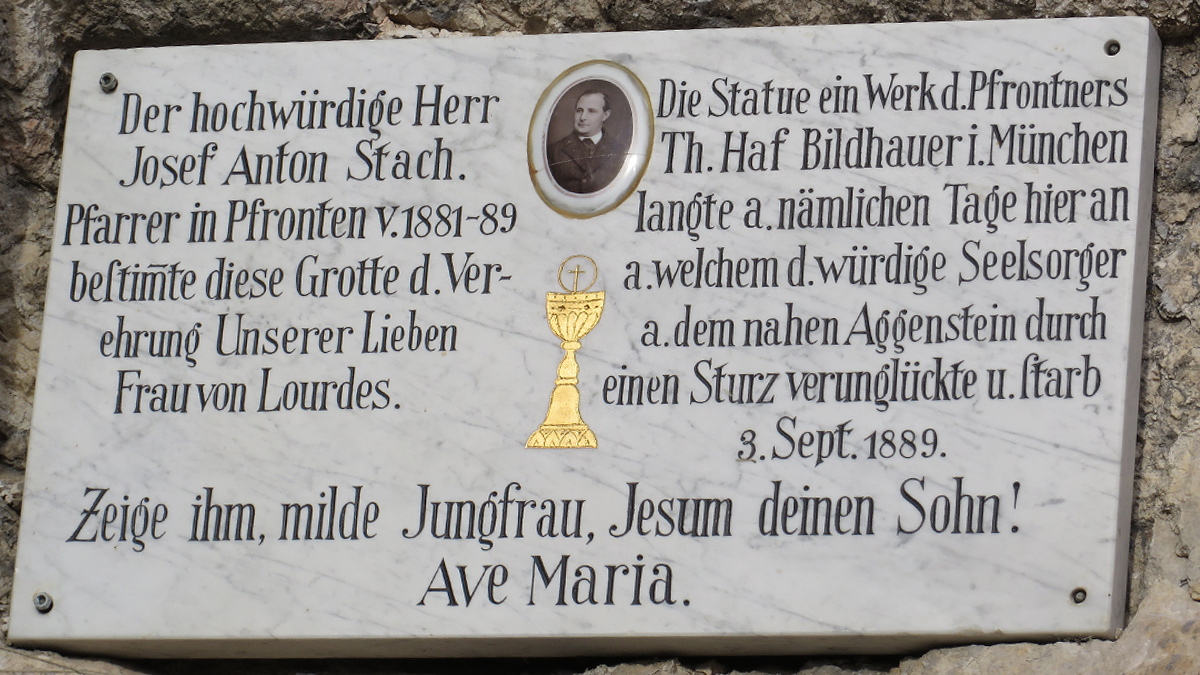 Der hochwürdige Herr
Josef Anton Stach.
Pfarrer in Pfronten v. 1881-89
beſtim̅te diese Grotte d. Ver-
ehrung Unserer Lieben
Frau von Lourdes.
Die Statue ein Werk d. Pfrontners
Th. Haf Bildhauer i. München
langte a. nämlichen Tage hier an
a. welchem d. würdige Seelsorger
a. dem nahen Aggenstein durch
einen Sturz verunglückte u. ſtarb
3. Sept. 1889.
Zeige ihm, milde Jungfrau, Jesum deinen Sohn!
Ave Maria.